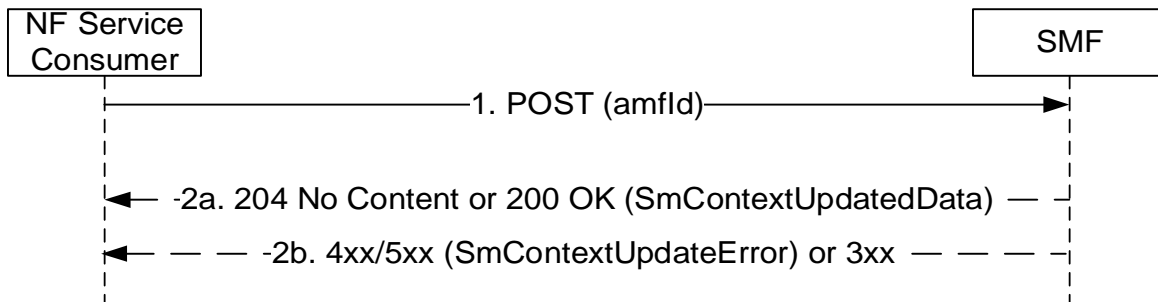 NF Service
Consumer
SMF
1. POST (amfId)
2a. 204 No Content or 200 OK (SmContextUpdatedData)
2b. 4xx/5xx (SmContextUpdateError) or 3xx